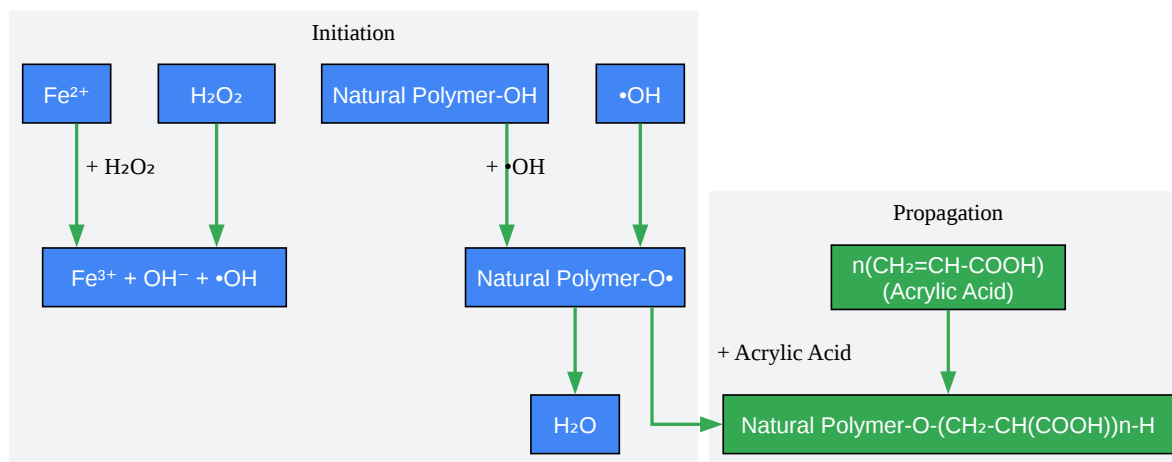 Initiation
Fe²⁺
H₂O₂
Natural Polymer-OH
•OH
+ H₂O₂
+ •OH
Fe³⁺ + OH⁻ + •OH
Natural Polymer-O•
H₂O
Propagation
n(CH₂=CH-COOH)
(Acrylic Acid)
+ Acrylic Acid
Natural Polymer-O-(CH₂-CH(COOH))n-H